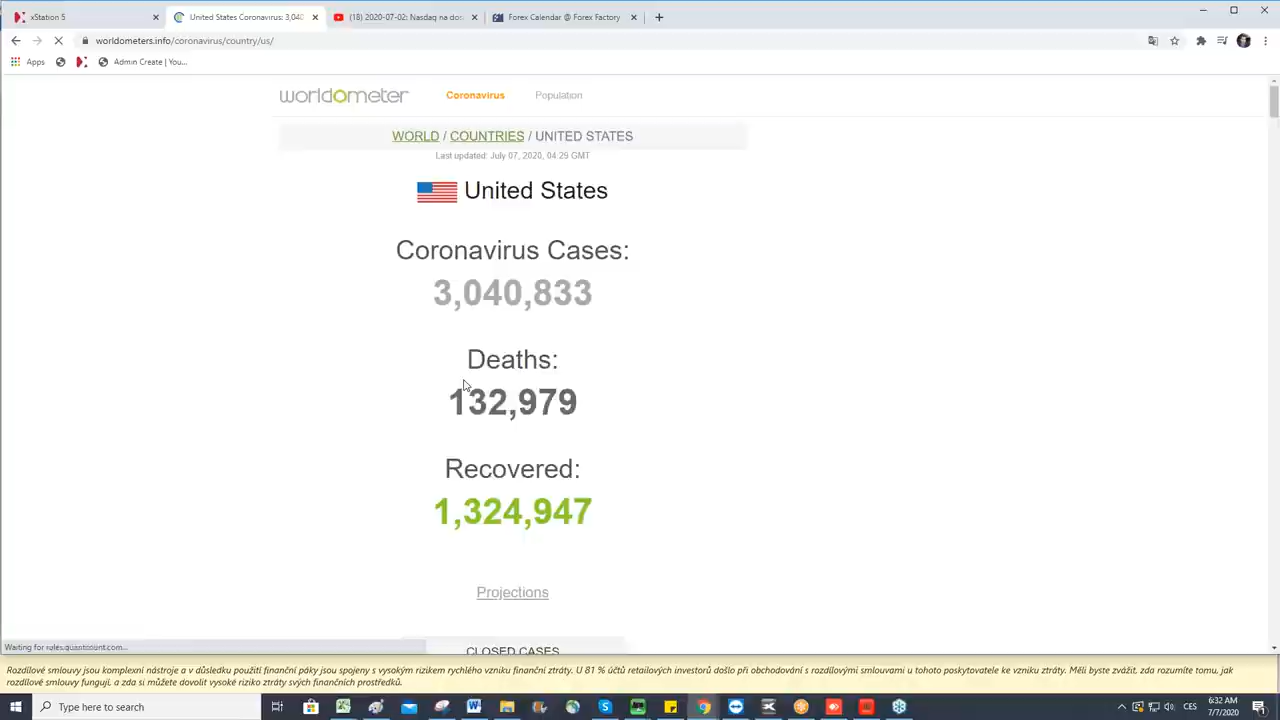 xStation 5
United States Coronavirus: 3,040
(18) 2020-07-02: Nasdaq na dos
Forex Calendar @ Forex Factory
worldometers.info/coronavirus/country/us/
Apps
Admin Create | You...
worldometer
Coronavirus
Population
WORLD / COUNTRIES / UNITED STATES
Last updated: July 07, 2020, 04:29 GMT
United States
Coronavirus Cases:
3,040,833
Deaths:
132,979
Recovered:
1,324,947
Projections
CLOSED CASES
Waiting for rules.quantcount.com...
Rozdílové smlouvy jsou komplexní nástroje a v důsledku použití finanční páky jsou spojeny s vysokým rizikem rychlého vzniku finanční ztráty. U 81 % účtů retailových investorů došlo při obchodování s rozdílovými smlouvami u tohoto poskytovatele ke vzniku ztráty. Měli byste zvážit, zda rozumíte tomu, jak
rozdílové smlouvy fungují, a zda si můžete dovolit vysoké riziko ztráty svých finančních prostředků.
Type here to search
CES
6:32 AM
7/7/2020